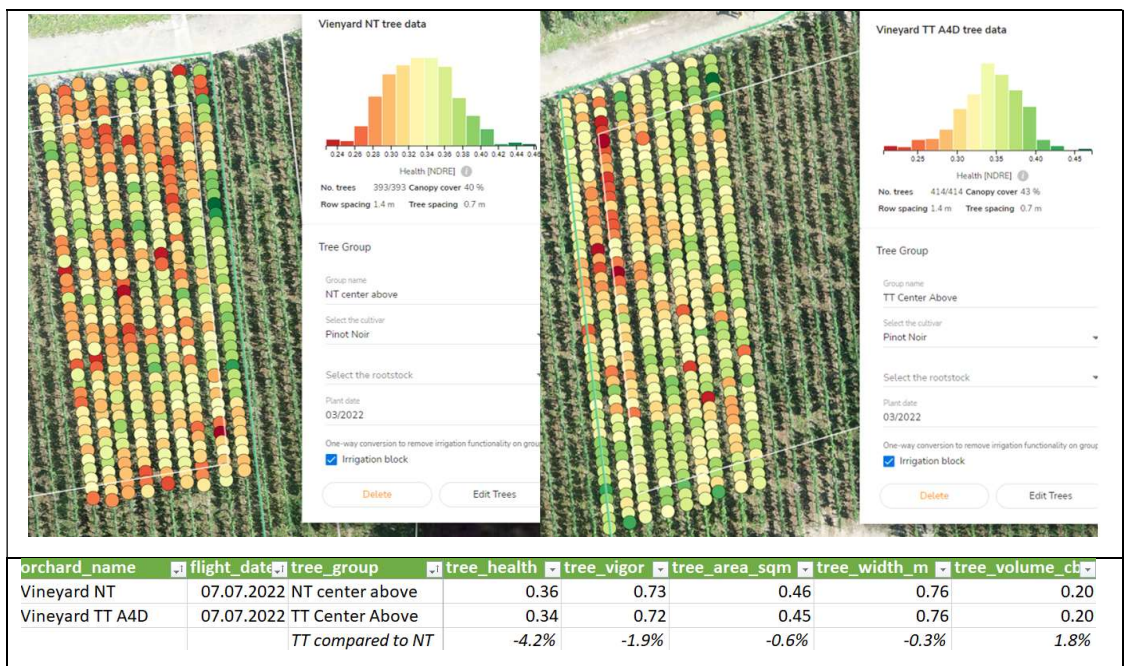 Vienyard NT tree data
0.24 0.26 0.28 0.30 0.32 0.34 0.36 0.38 0.40 0.42 0.44 0.46
Health [NDRE] i
No. trees 393/393 Canopy cover 40 %
Row spacing 1.4 m Tree spacing 0.7 m
Tree Group
Group name
NT center above
Select the cultivar
Pinot Noir
Select the rootstock
Plant date
03/2022
One-way conversion to remove irrigation functionality on grou
Irrigation block
Delete Edit Trees
Vineyard TT A4D tree data
0.25 0.30 0.35 0.40 0.45
Health [NDRE] i
No. trees 414/414 Canopy cover 43 %
Row spacing 1.4 m Tree spacing 0.7 m
Tree Group
Group name
TT Center Above
Select the cultivar
Pinot Noir
Select the rootstock
Plant date
03/2022
One-way conversion to remove irrigation functionality on group
Irrigation block
Delete Edit Trees
orchard_name flight_date tree_group tree_health tree_vigor tree_area_sqm tree_width_m tree_volume_cb
Vineyard NT 07.07.2022 NT center above 0.36 0.73 0.46 0.76 0.20
Vineyard TT A4D 07.07.2022 TT Center Above 0.34 0.72 0.45 0.76 0.20
TT compared to NT -4.2% -1.9% -0.6% -0.3% 1.8%